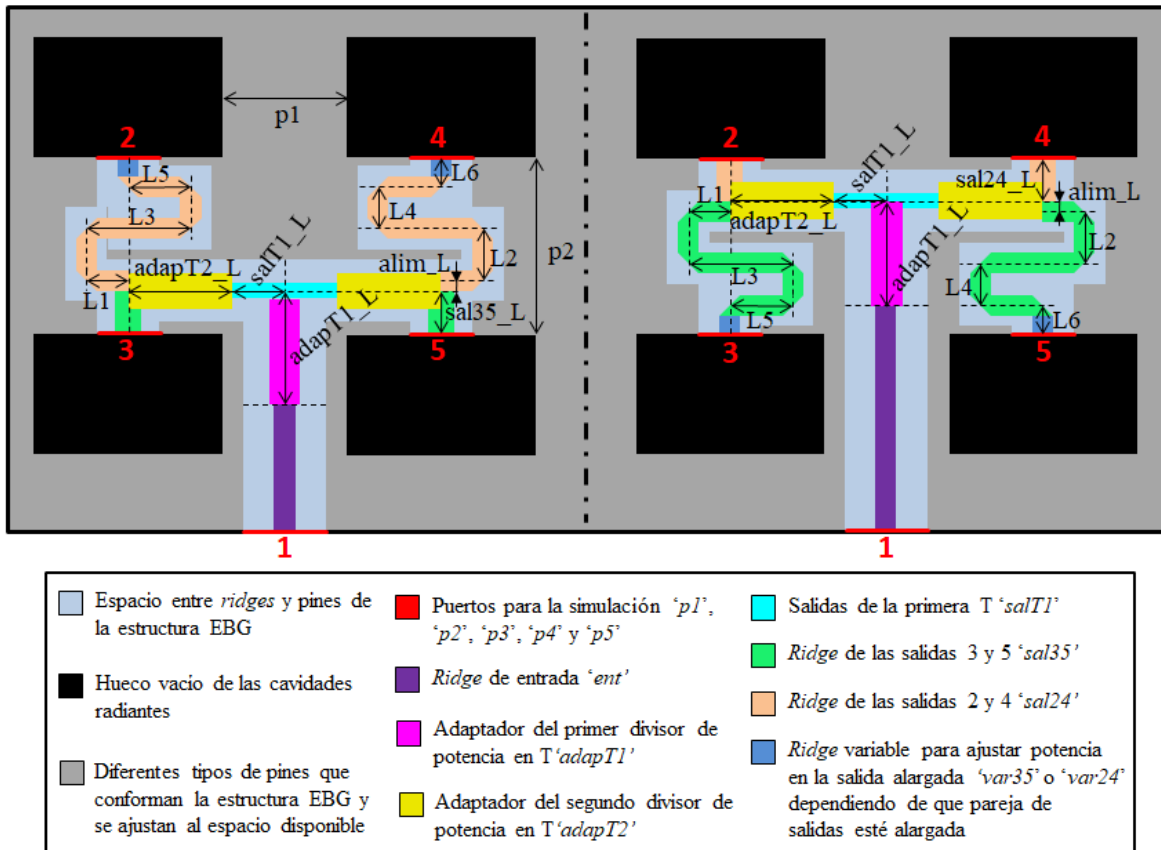 p1
2
4
L5
L6
L3
L4
salT1_L
adapT2_L
alim_L
L2
p2
L1
adapT1_L
sal35_L
3
5
1
2
4
salT1_L
sal24_L
alim_L
L1
adapT2_L
adapT1_L
L2
L3
L4
L5
L6
3
5
1
Espacio entre ridges y pines de
la estructura EBG
Hueco vacío de las cavidades
radiantes
Diferentes tipos de pines que
conforman la estructura EBG y
se ajustan al espacio disponible
Puertos para la simulación ‘p1’,
‘p2’, ‘p3’, ‘p4’ y ‘p5’
Ridge de entrada ‘ent’
Adaptador del primer divisor de
potencia en T‘adapT1’
Adaptador del segundo divisor de
potencia en T‘adapT2’
Salidas de la primera T ‘salT1’
Ridge de las salidas 3 y 5 ‘sal35’
Ridge de las salidas 2 y 4 ‘sal24’
Ridge variable para ajustar potencia
en la salida alargada ‘var35’ o ‘var24’
dependiendo de que pareja de
salidas esté alargada